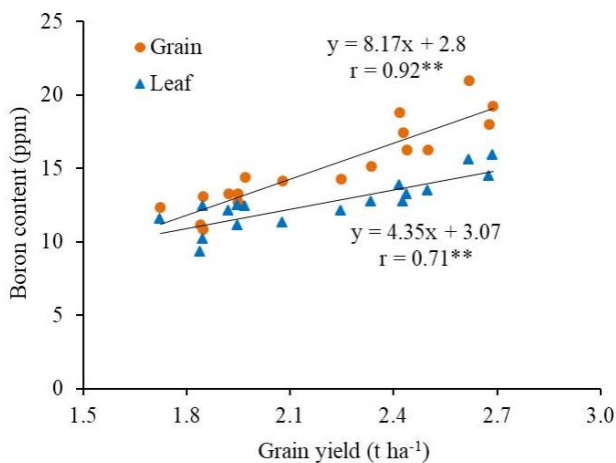 25
20
15
10
5
0
Boron content (ppm)
Grain
Leaf
y = 8.17x + 2.8
r = 0.92**
y = 4.35x + 3.07
r = 0.71**
1.5 1.8 2.1 2.4 2.7 3.0
Grain yield (t ha⁻¹)